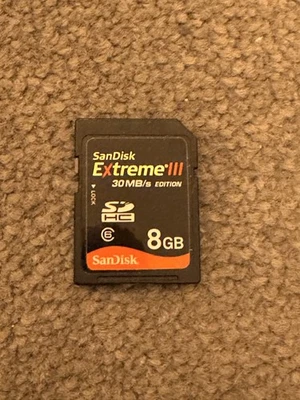 SanDisk
Extreme III
30MB/s EDITION
LOCK
SD
HC
6
8GB
SanDisk